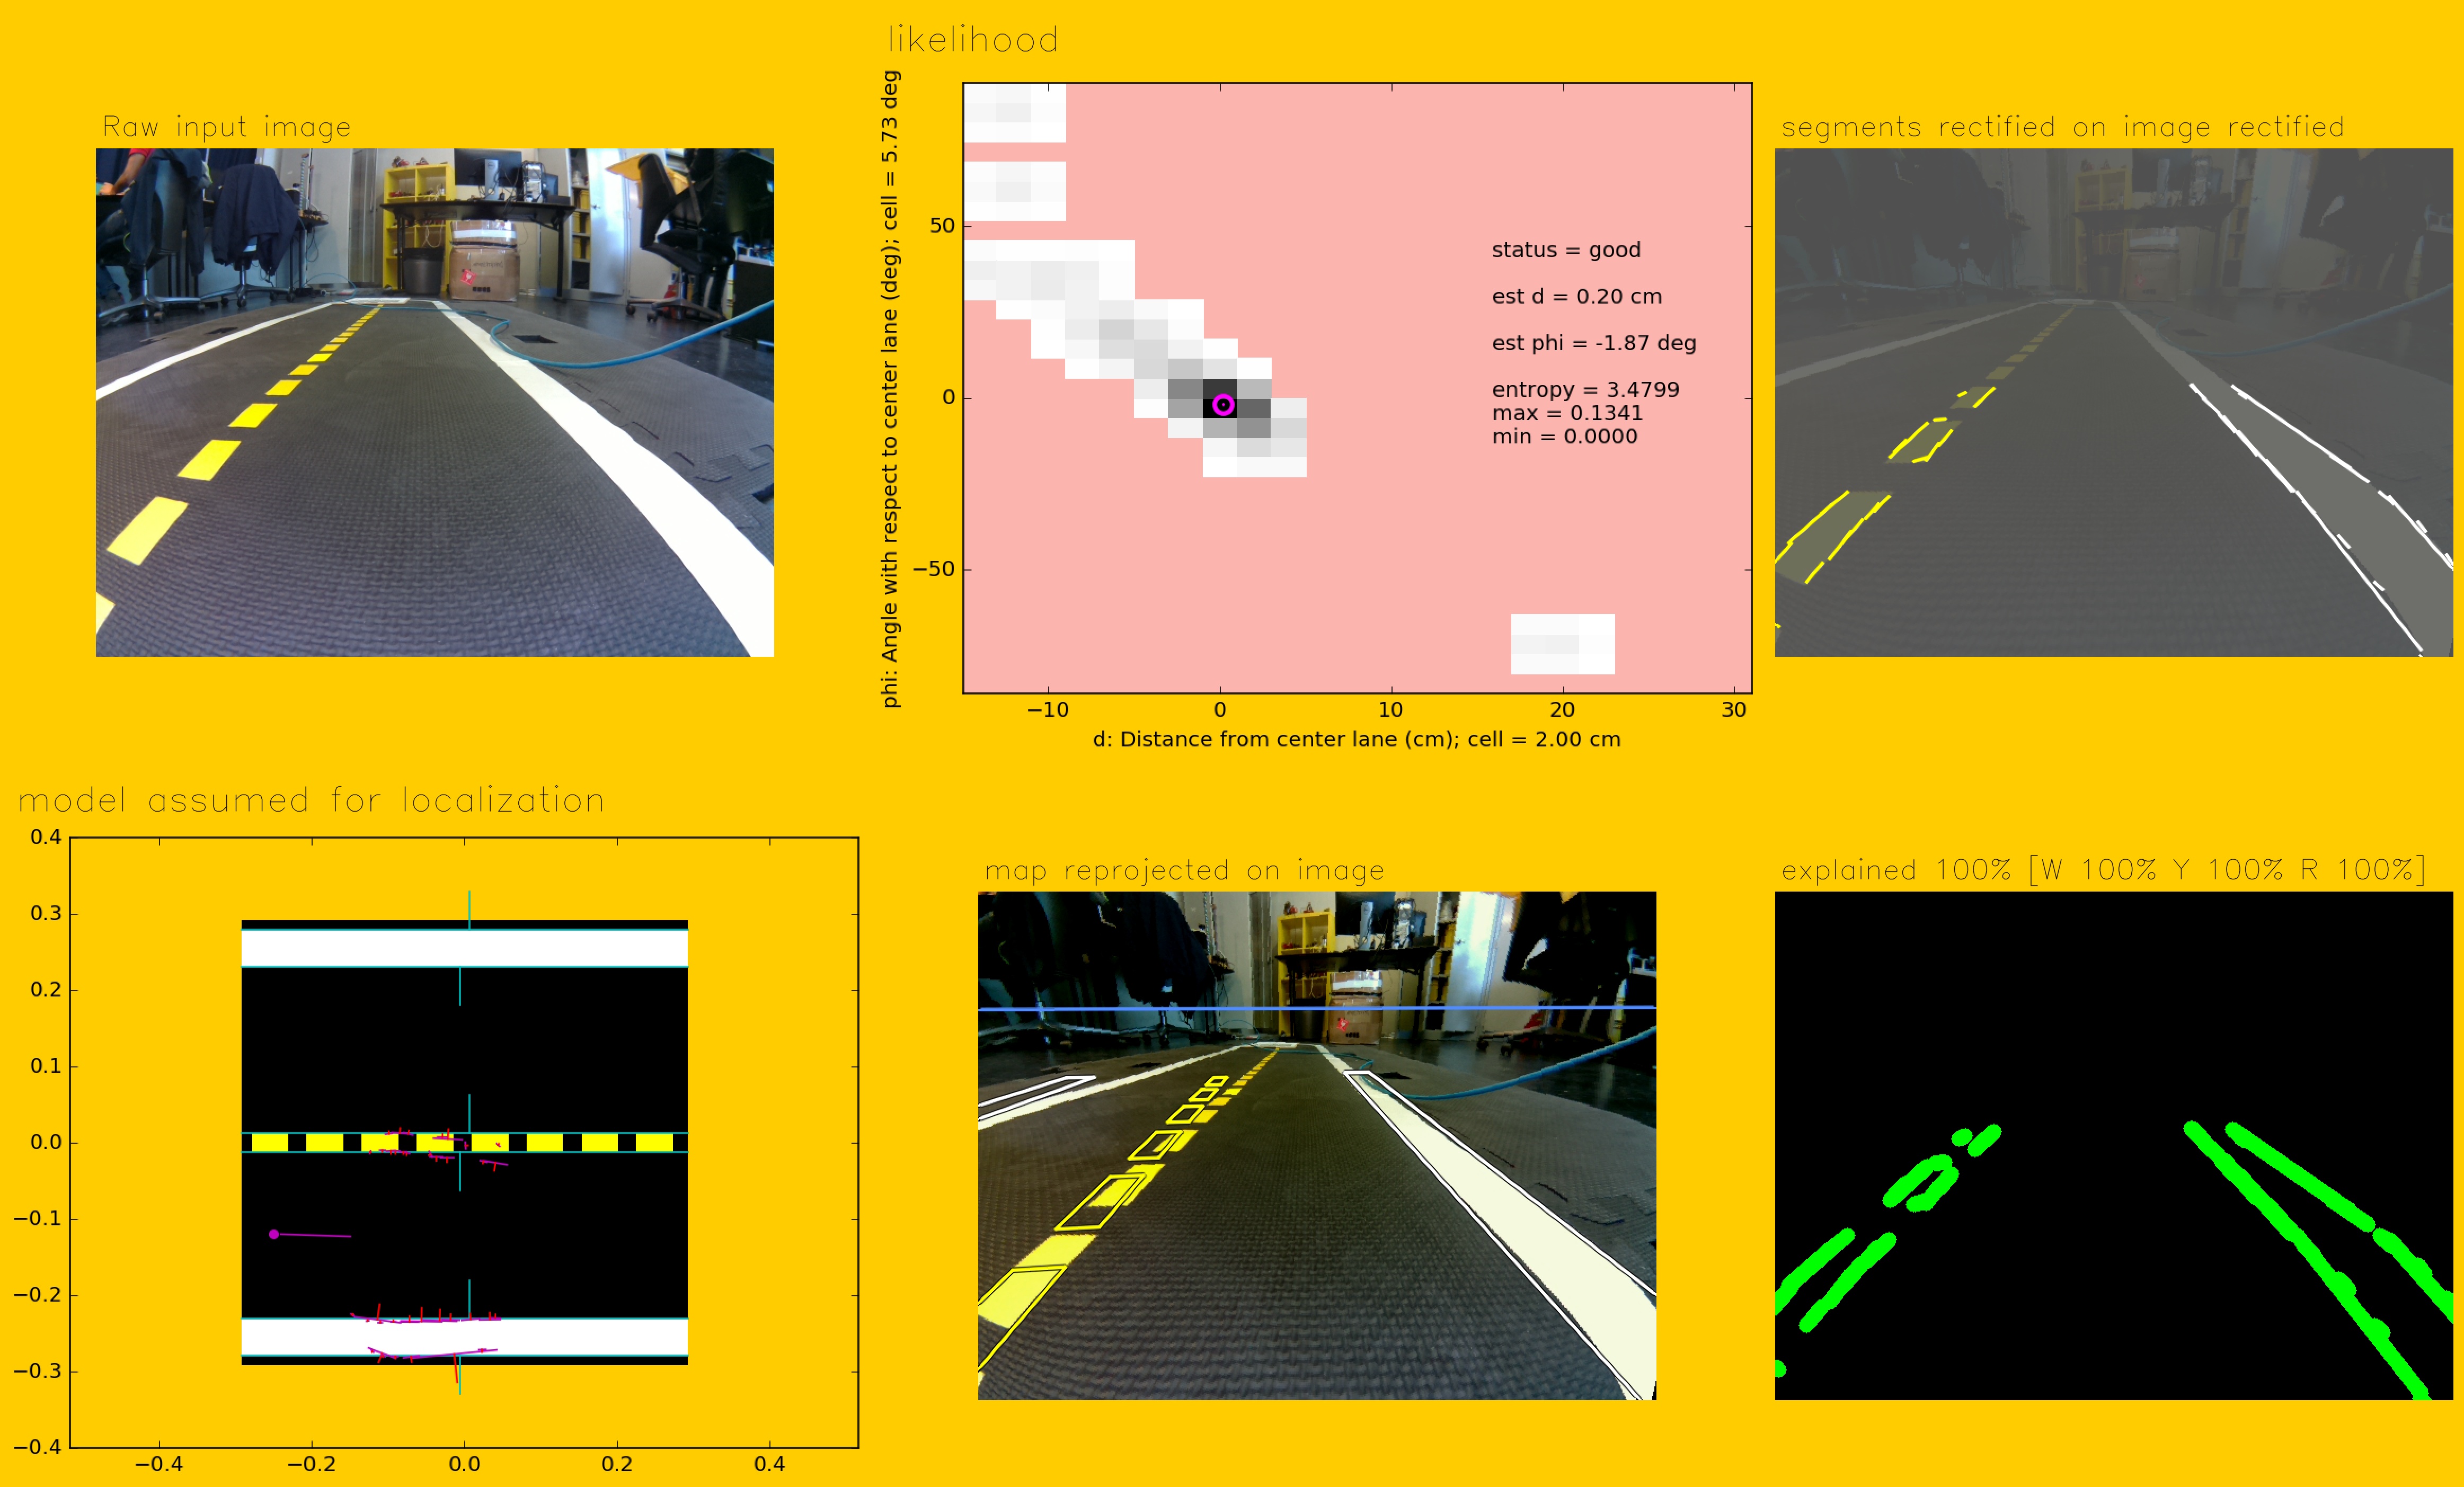 likelihood
Raw input image
segments rectified on image rectified
phi: Angle with respect to center lane (deg); cell = 5.73 deg
50
0
−50
status = good
est d = 0.20 cm
est phi = -1.87 deg
entropy = 3.4799
max = 0.1341
min = 0.0000
−10
0
10
20
30
d: Distance from center lane (cm); cell = 2.00 cm
model assumed for localization
0.4
0.3
0.2
0.1
0.0
−0.1
−0.2
−0.3
−0.4
−0.4
−0.2
0.0
0.2
0.4
map reprojected on image
explained 100% [W 100% Y 100% R 100%]